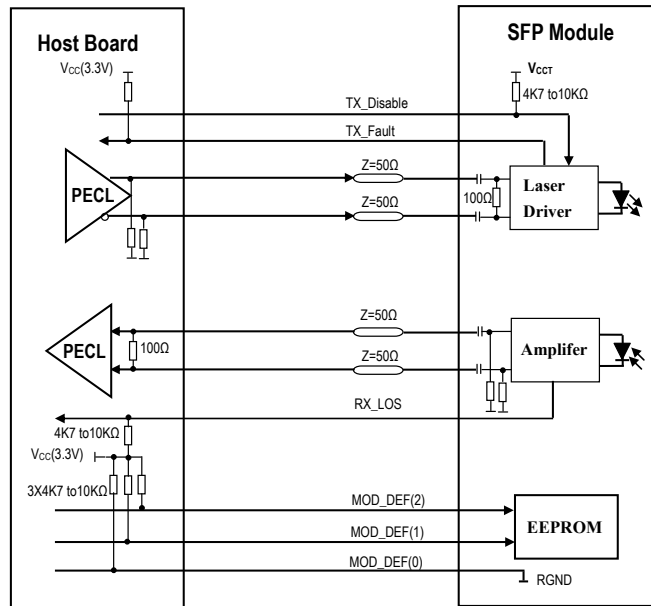 Host Board
SFP Module
VCC(3.3V)
VCCT
4K7 to10KΩ
TX_Disable
TX_Fault
Z=50Ω
PECL
100Ω
Laser
Driver
Z=50Ω
Z=50Ω
PECL
100Ω
Amplifer
Z=50Ω
RX_LOS
4K7 to10KΩ
VCC(3.3V)
3X4K7 to10KΩ
MOD_DEF(2)
EEPROM
MOD_DEF(1)
MOD_DEF(0)
RGND